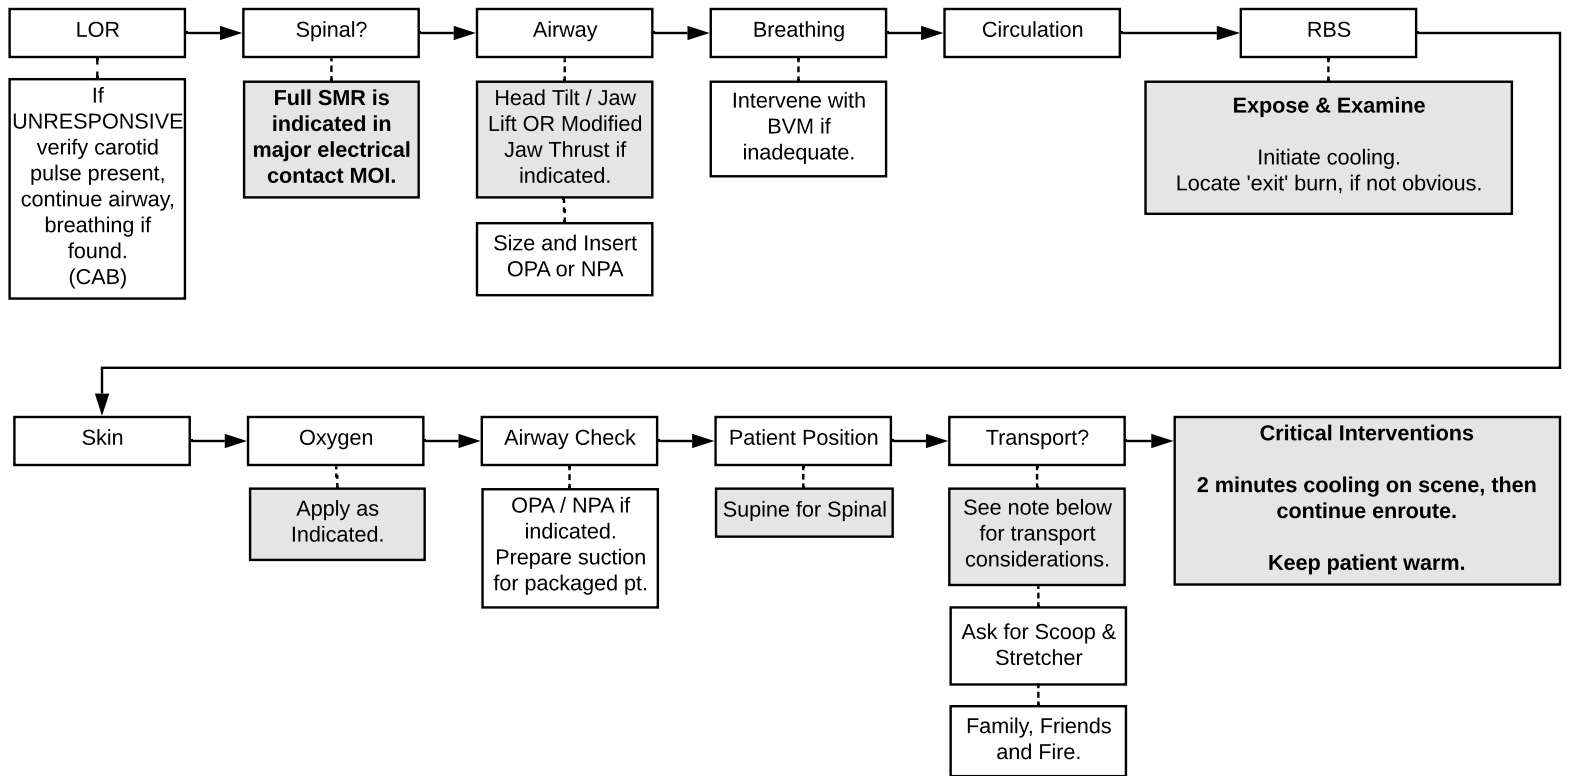 LOR
Spinal?
Airway
Breathing
Circulation
RBS
If
UNRESPONSIVE
verify carotid
pulse present,
continue airway,
breathing if
found.
(CAB)
Full SMR is
indicated in
major electrical
contact MOI.
Head Tilt / Jaw
Lift OR Modified
Jaw Thrust if
indicated.
Size and Insert
OPA or NPA
Intervene with
BVM if
inadequate.
Expose & Examine
Initiate cooling.
Locate 'exit' burn, if not obvious.
Skin
Oxygen
Airway Check
Patient Position
Transport?
Apply as
Indicated.
OPA / NPA if
indicated.
Prepare suction
for packaged pt.
Supine for Spinal
See note below
for transport
considerations.
Ask for Scoop &
Stretcher
Family, Friends
and Fire.
Critical Interventions
2 minutes cooling on scene, then
continue enroute.
Keep patient warm.